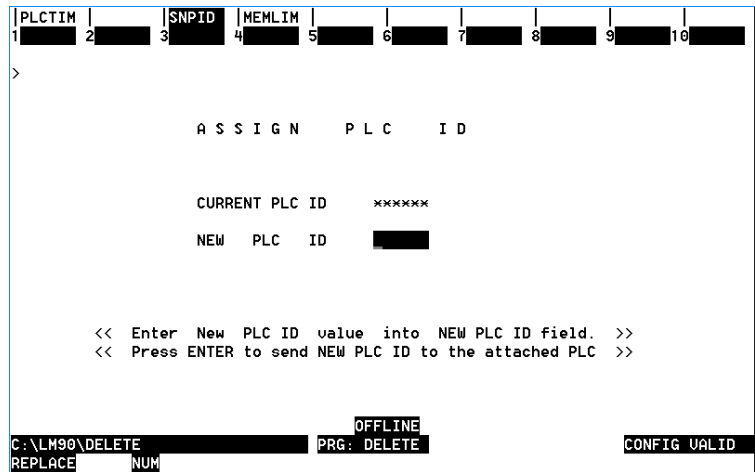 |PLCTIM | |SNPID |MEMLIM | | | | | |
1 2 3 4 5 6 7 8 9 10
>
A S S I G N P L C I D
CURRENT PLC ID ******
NEW PLC ID _
<< Enter New PLC ID value into NEW PLC ID field. >>
<< Press ENTER to send NEW PLC ID to the attached PLC >>
OFFLINE
C:\LM90\DELETE PRG: DELETE CONFIG VALID
REPLACE NUM